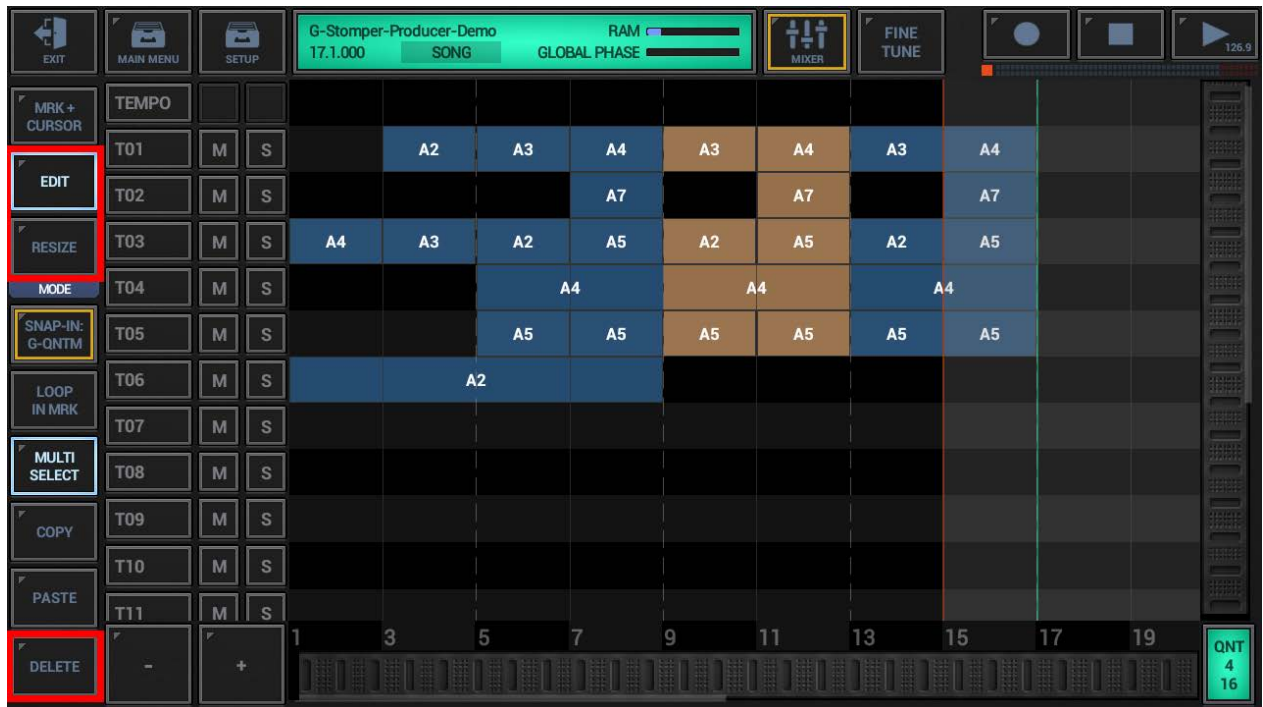 EXIT
MAIN MENU
SETUP
G-Stomper-Producer-Demo RAM
17.1.000 SONG GLOBAL PHASE
MIXER
FINE
TUNE
126.9
MRK +
CURSOR
EDIT
RESIZE
MODE
SNAP-IN:
G-QNTM
LOOP
IN MRK
MULTI
SELECT
COPY
PASTE
DELETE
TEMPO
T01 M S A2 A3 A4 A3 A4 A3 A4
T02 M S A7 A7 A7
T03 M S A4 A3 A2 A5 A2 A5 A2 A5
T04 M S A4 A4 A4
T05 M S A5 A5 A5 A5 A5 A5
T06 M S A2
T07 M S
T08 M S
T09 M S
T10 M S
T11 M S
- +
1 3 5 7 9 11 13 15 17 19
QNT
4
16